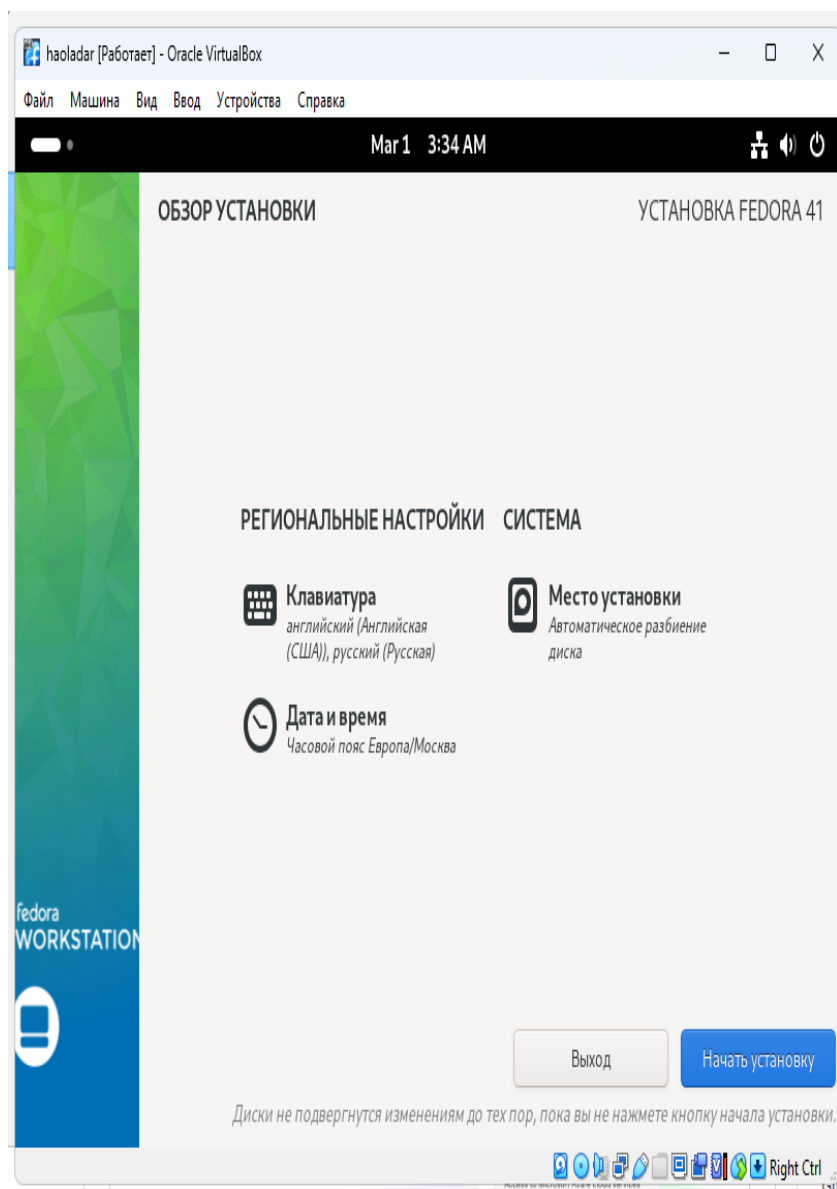 haoladar [Работает] - Oracle VirtualBox
Файл Машина Вид Ввод Устройства Справка
Mar 1 3:34 AM
ОБЗОР УСТАНОВКИ
УСТАНОВКА FEDORA 41
РЕГИОНАЛЬНЫЕ НАСТРОЙКИ
СИСТЕМА
Клавиатура
английский (Английская
(США)), русский (Русская)
Место установки
Автоматическое разбиение
диска
Дата и время
Часовой пояс Европа/Москва
fedora
WORKSTATION
Выход
Начать установку
Диски не подвергнутся изменениям до тех пор, пока вы не нажмете кнопку начала установки.
Right Ctrl